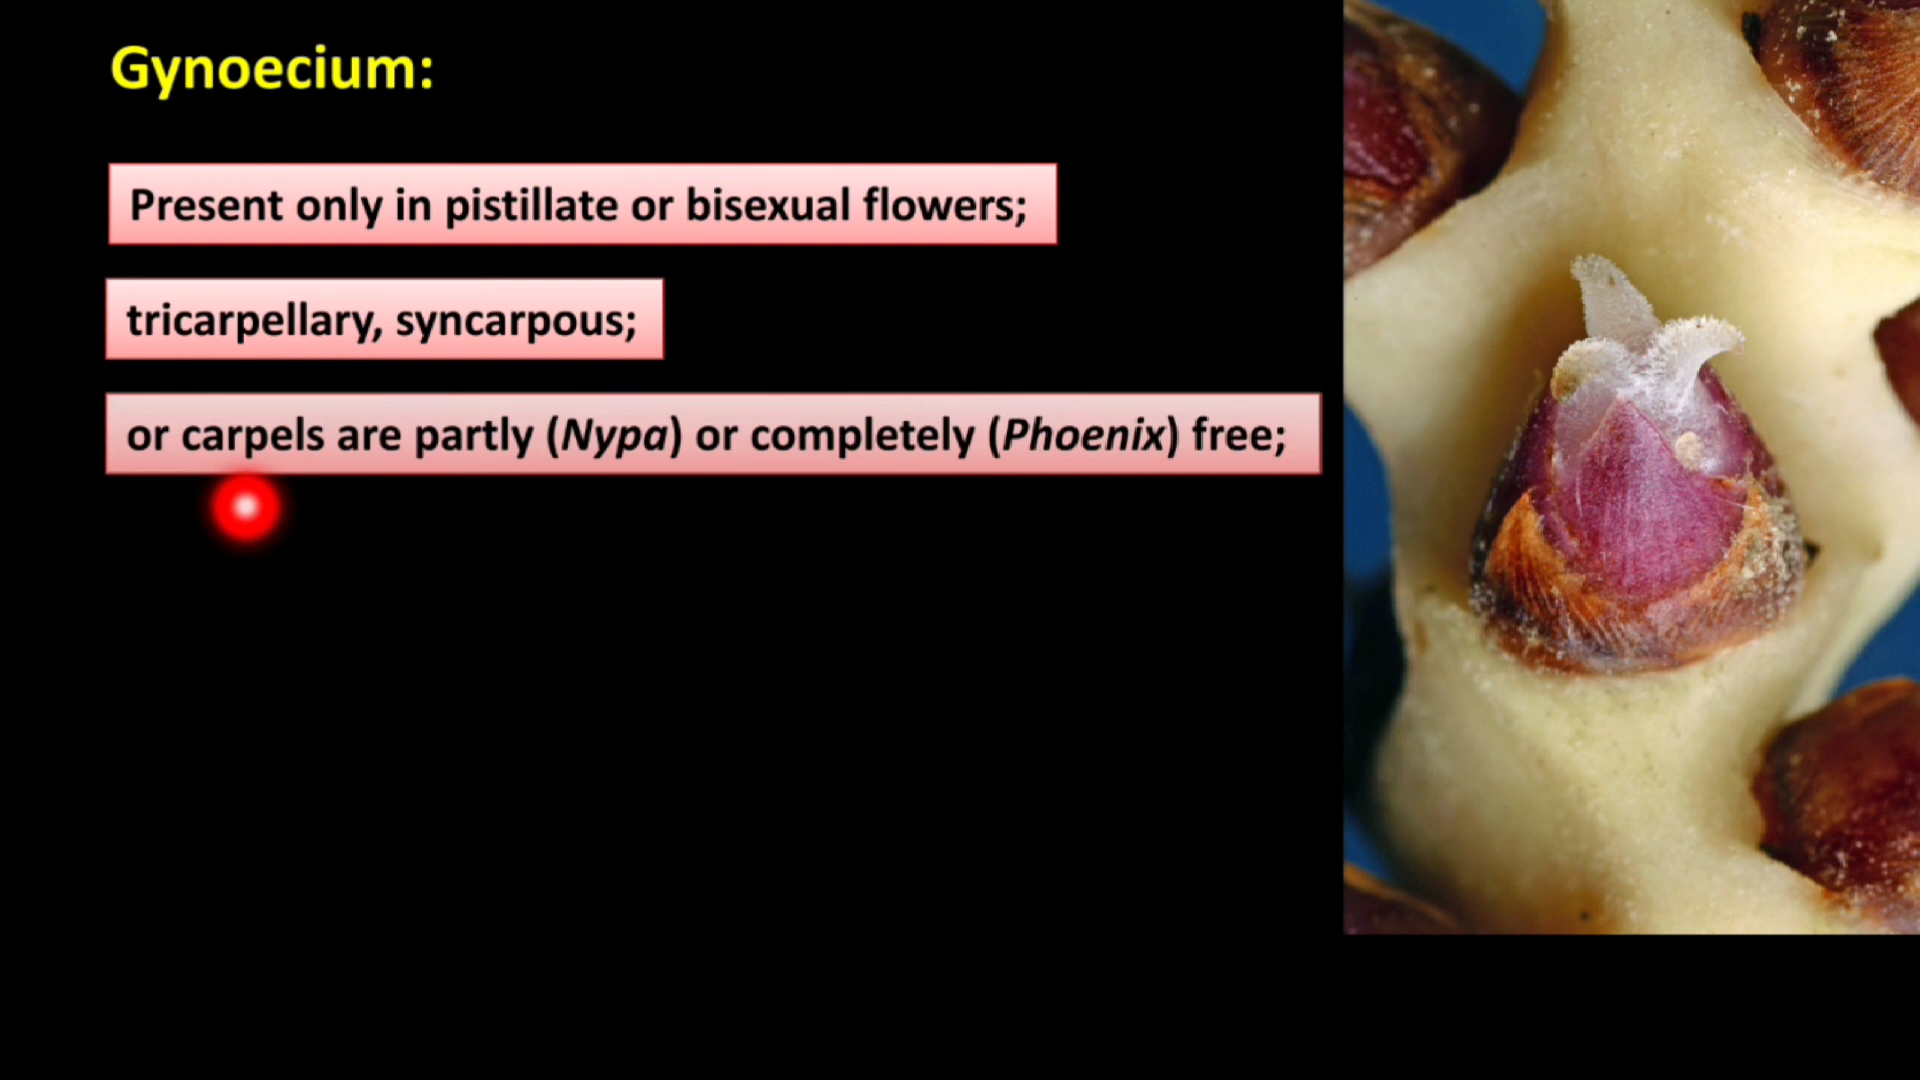 Gynoecium:
Present only in pistillate or bisexual flowers;
tricarpellary, syncarpous;
or carpels are partly (Nypa) or completely (Phoenix) free;